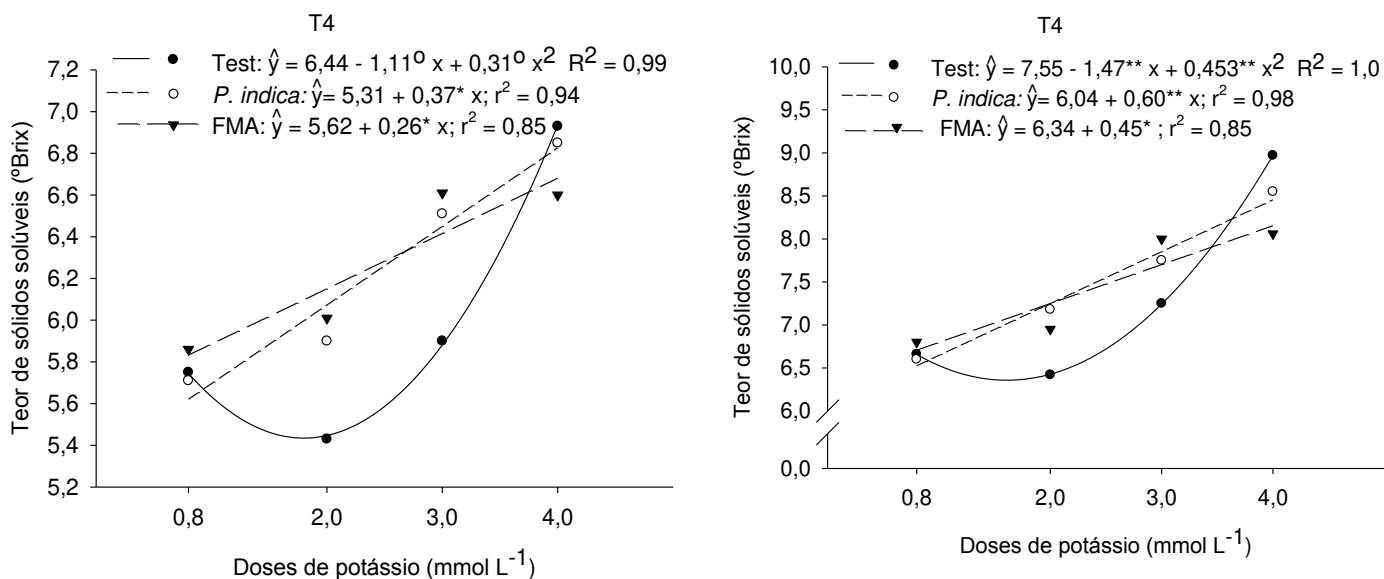 T4
Test: ŷ = 6,44 - 1,11º x + 0,31º x² R² = 0,99
P. indica: ŷ= 5,31 + 0,37* x; r² = 0,94
FMA: ŷ = 5,62 + 0,26* x; r² = 0,85
7,2
7,0
6,8
6,6
6,4
6,2
6,0
5,8
5,6
5,4
5,2
Teor de sólidos solúveis (ºBrix)
0,8 2,0 3,0 4,0
Doses de potássio (mmol L⁻¹)
T4
Test: ŷ = 7,55 - 1,47** x + 0,453** x² R² = 1,0
P. indica: ŷ= 6,04 + 0,60** x; r² = 0,98
FMA: ŷ = 6,34 + 0,45* ; r² = 0,85
10,0
9,5
9,0
8,5
8,0
7,5
7,0
6,5
6,0
0,0
Teor de sólidos solúveis (ºBrix)
0,8 2,0 3,0 4,0
Doses de potássio (mmol L⁻¹)